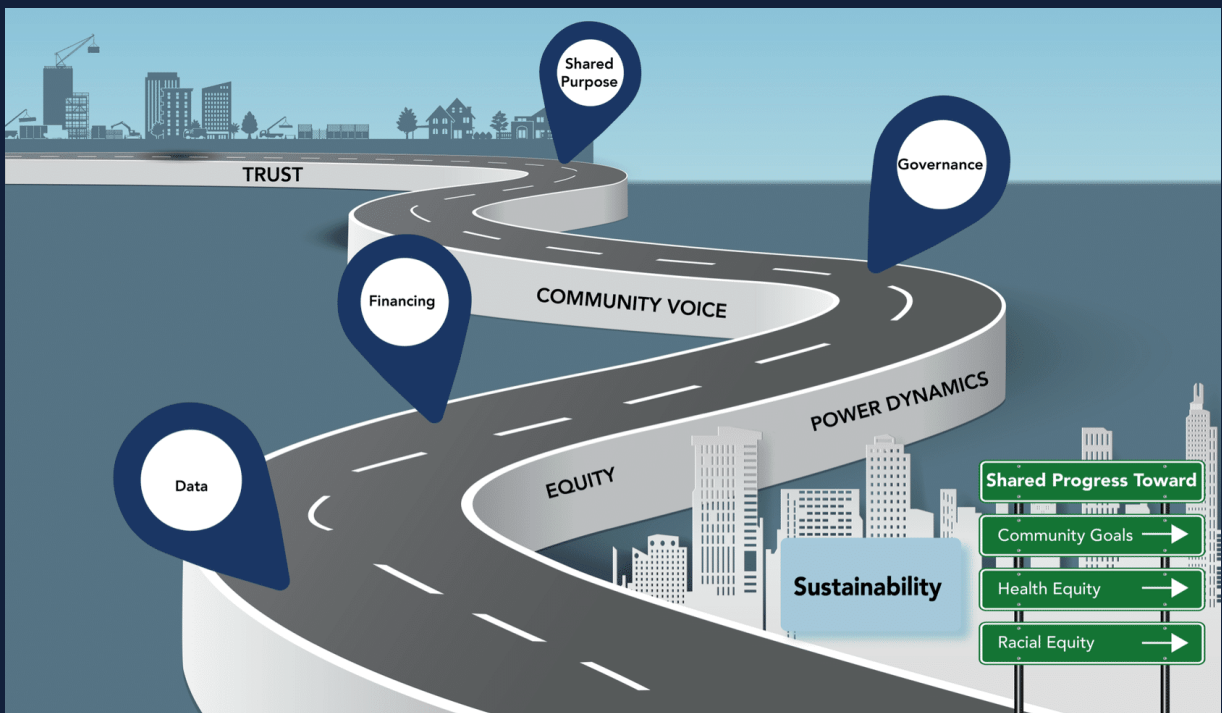 Shared
Purpose
Governance
TRUST
Financing
COMMUNITY VOICE
POWER DYNAMICS
EQUITY
Data
Shared Progress Toward
Community Goals
Health Equity
Racial Equity
Sustainability